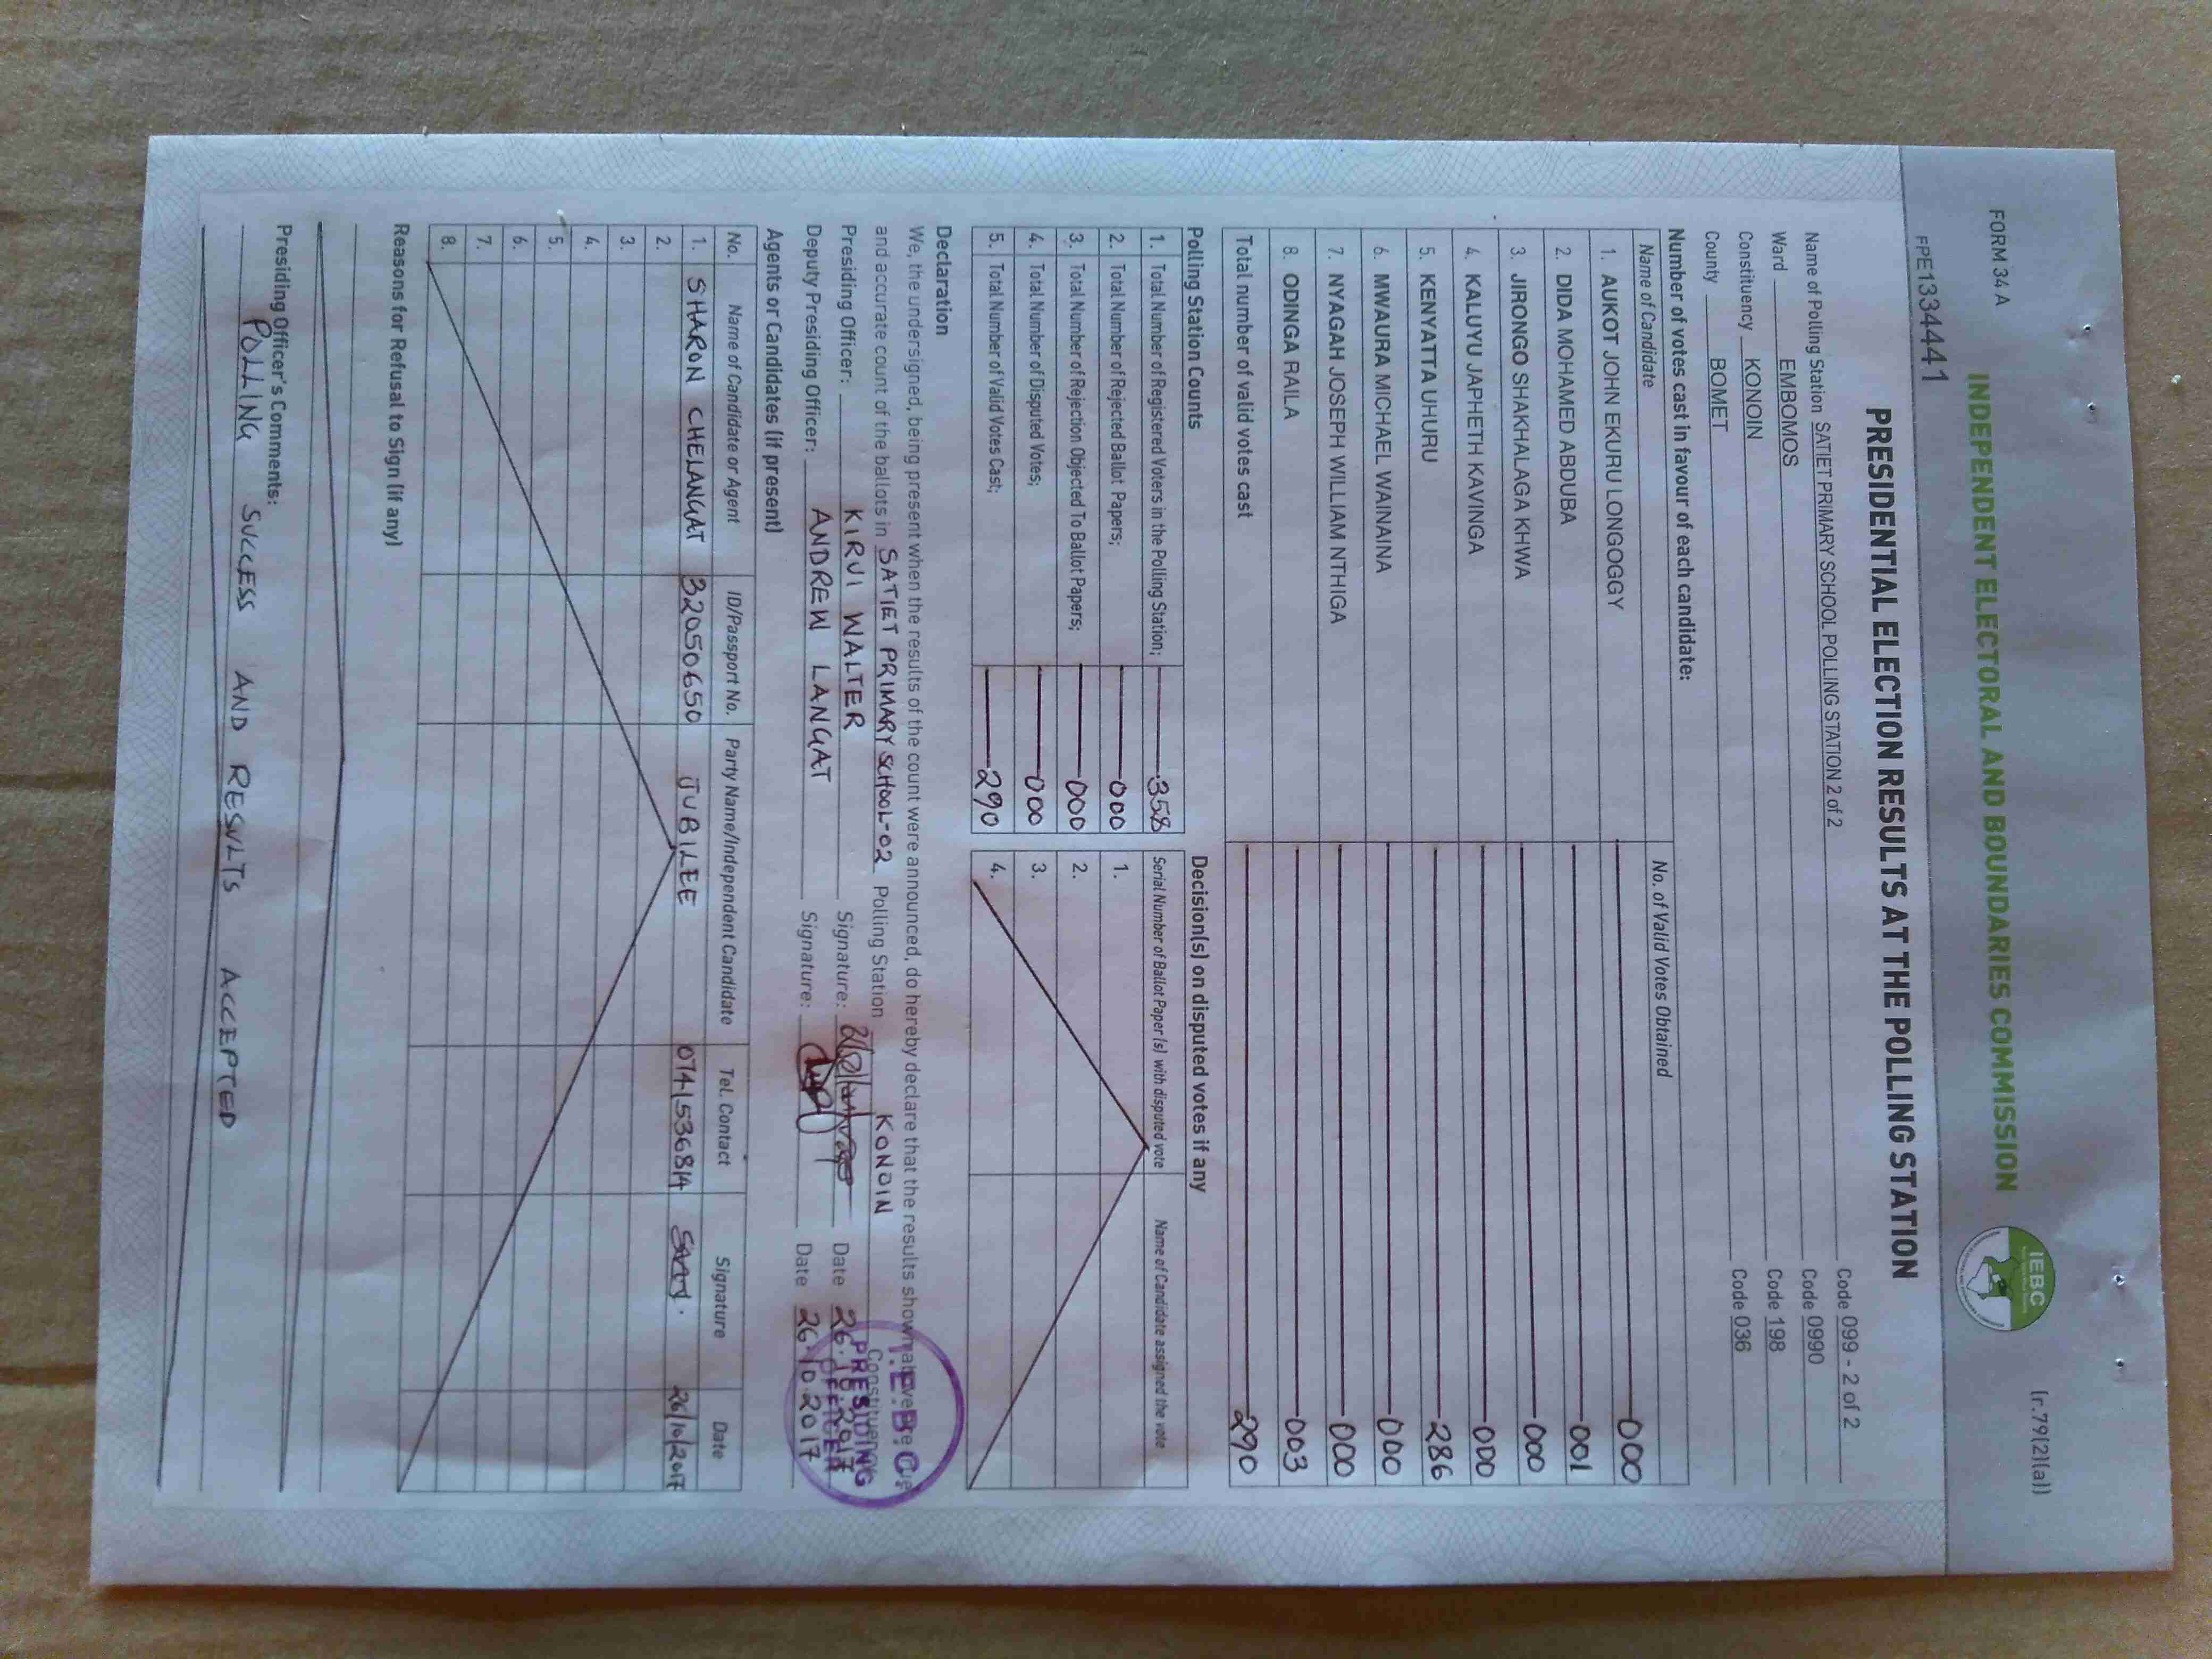 FORM 34 A
(r.79(2)(a))
INDEPENDENT ELECTORAL AND BOUNDARIES COMMISSION
IEBC
FPE133444 1
PRESIDENTIAL ELECTION RESULTS AT THE POLLING STATION
Name of Polling Station SATIET PRIMARY SCHOOL POLLING STATION 2 of 2 Code 099 - 2 of 2
Ward EMBOMOS Code 0990
Constituency KONOIN Code 198
County BOMET Code 036
Number of votes cast in favour of each candidate:
Name of Candidate No. of Valid Votes Obtained
1. AUKOT JOHN EKURU LONGOGGY 000
2. DIDA MOHAMED ABDUBA 001
3. JIRONGO SHAKHALAGA KHWA 000
4. KALUYU JAPHETH KAVINGA 000
5. KENYATTA UHURU 286
6. MWAURA MICHAEL WAINAINA 000
7. NYAGAH JOSEPH WILLIAM NTHIGA 000
8. ODINGA RAILA 003
Total number of valid votes cast 290
Polling Station Counts
1. Total Number of Registered Voters in the Polling Station; 358
2. Total Number of Rejected Ballot Papers; 000
3. Total Number of Rejection Objected To Ballot Papers; 000
4. Total Number of Disputed Votes; 000
5. Total Number of Valid Votes Cast; 290
Decision(s) on disputed votes if any
Serial Number of Ballot Paper (s) with disputed vote Name of Candidate assigned the vote
1.
2.
3.
4.
Declaration
We, the undersigned, being present when the results of the count were announced, do hereby declare that the results shown above are
and accurate count of the ballots in SATIET PRIMARY SCHOOL-02 Polling Station KONOIN Constituency
Presiding Officer: KIRUI WALTER Signature: Date 26.10.2017
Deputy Presiding Officer: ANDREW LANGAT Signature: Date 26.10.2017
I.E.B.C
PRESIDING
OFFICER
Agents or Candidates (if present)
No. Name of Candidate or Agent ID/Passport No. Party Name/Independent Candidate Tel. Contact Signature Date
1. SHARON CHELANGAT 32050650 JUBILEE 0741536814 26/10/2017
2.
3.
4.
5.
6.
7.
8.
Reasons for Refusal to Sign (if any)
Presiding Officer's Comments:
POLLING SUCCESS AND RESULTS ACCEPTED